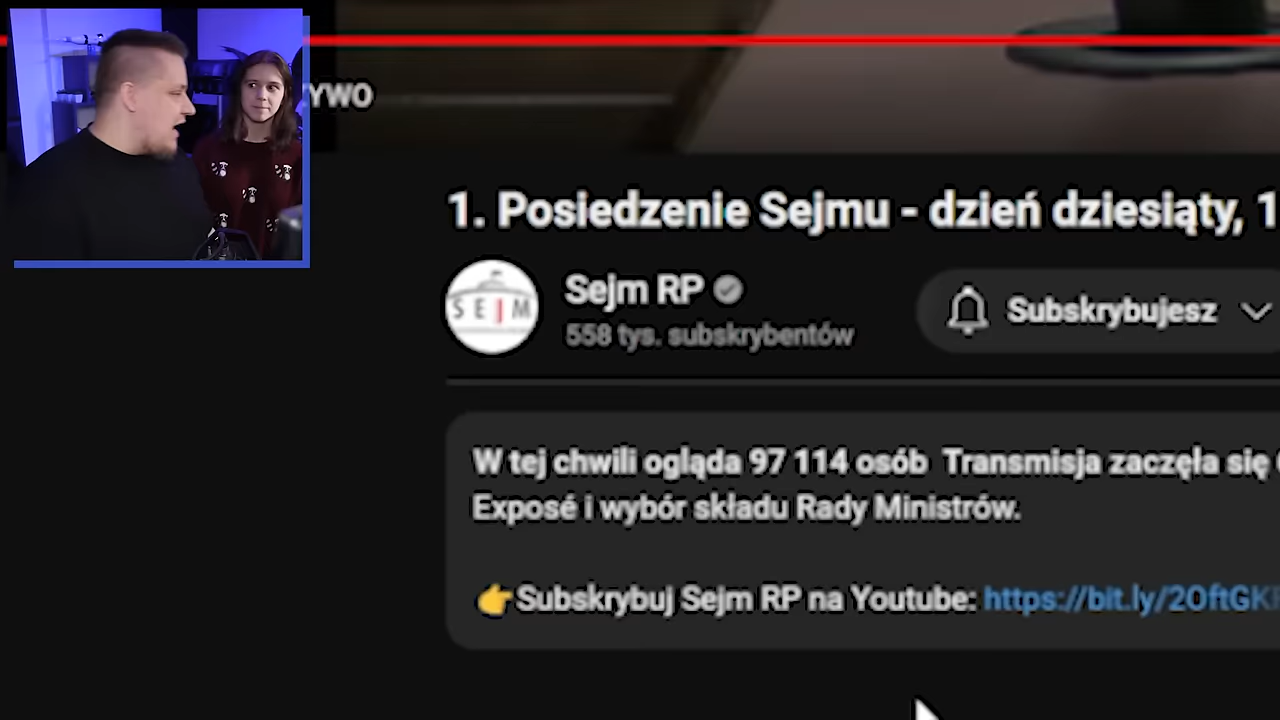 YWO
1. Posiedzenie Sejmu - dzień dziesiąty, 1
SEJM
Sejm RP
558 tys. subskrybentów
Subskrybujesz
W tej chwili ogląda 97 114 osób Transmisja zaczęła się
Exposé i wybór składu Rady Ministrów.
👉Subskrybuj Sejm RP na Youtube: https://bit.ly/2OftGK